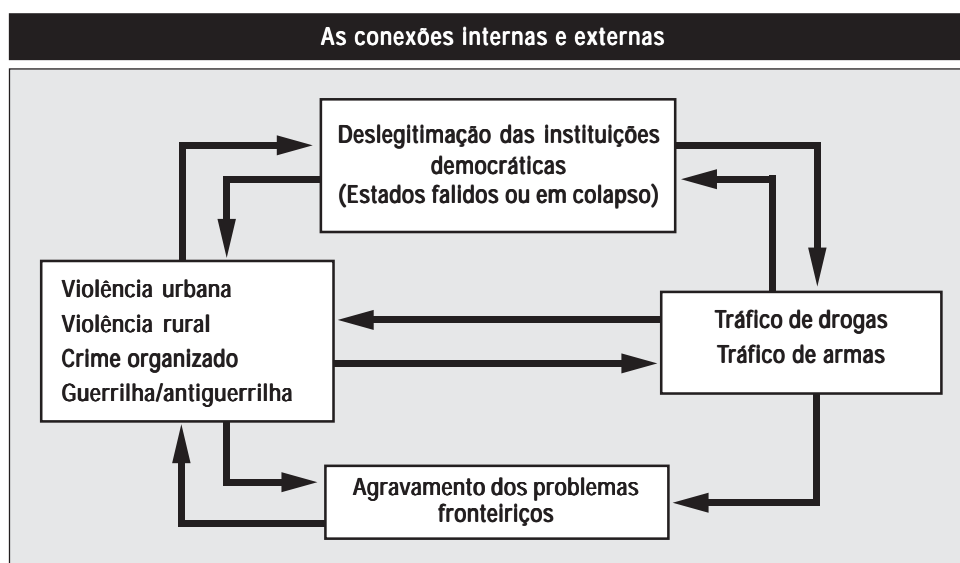 As conexões internas e externas
Deslegitimação das instituições
democráticas
(Estados falidos ou em colapso)
Violência urbana
Violência rural
Crime organizado
Guerrilha/antiguerrilha
Tráfico de drogas
Tráfico de armas
Agravamento dos problemas
fronteiriços